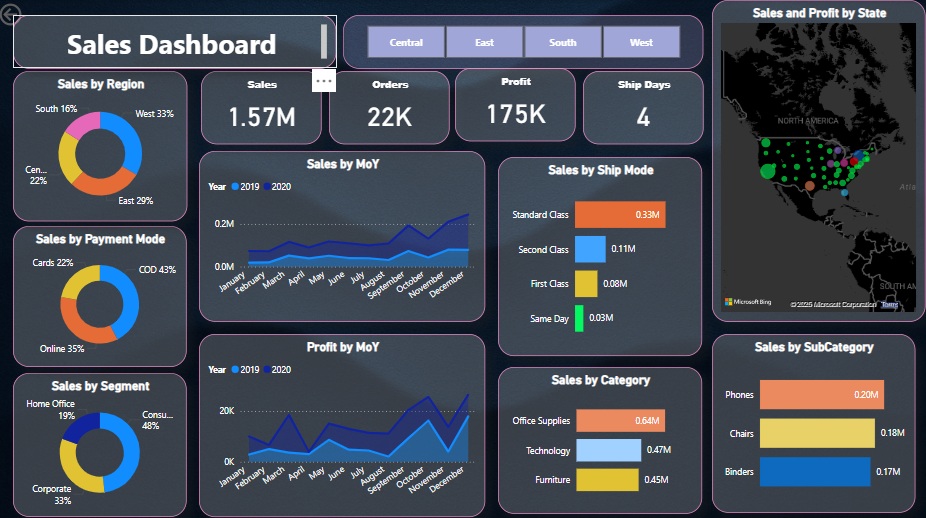 Sales Dashboard
Central
East
South
West
Sales and Profit by State
NORTH AMERICA
Atla
SOUTH AM
Microsoft Bing
© 2025 Microsoft Corporation Terms
Sales by Region
South 16%
West 33%
Cen...
22%
East 29%
Sales
1.57M
Orders
22K
Profit
175K
Ship Days
4
Sales by MoY
Year 2019 2020
0.2M
0.0M
January
February
March
April
May
June
July
August
September
October
November
December
Sales by Ship Mode
Standard Class 0.33M
Second Class 0.11M
First Class 0.08M
Same Day 0.03M
Sales by Payment Mode
Cards 22%
COD 43%
Online 35%
Profit by MoY
Year 2019 2020
20K
0K
January
February
March
April
May
June
July
August
September
October
November
December
Sales by Category
Office Supplies 0.64M
Technology 0.47M
Furniture 0.45M
Sales by SubCategory
Phones 0.20M
Chairs 0.18M
Binders 0.17M
Sales by Segment
Home Office
19%
Consu...
48%
Corporate
33%